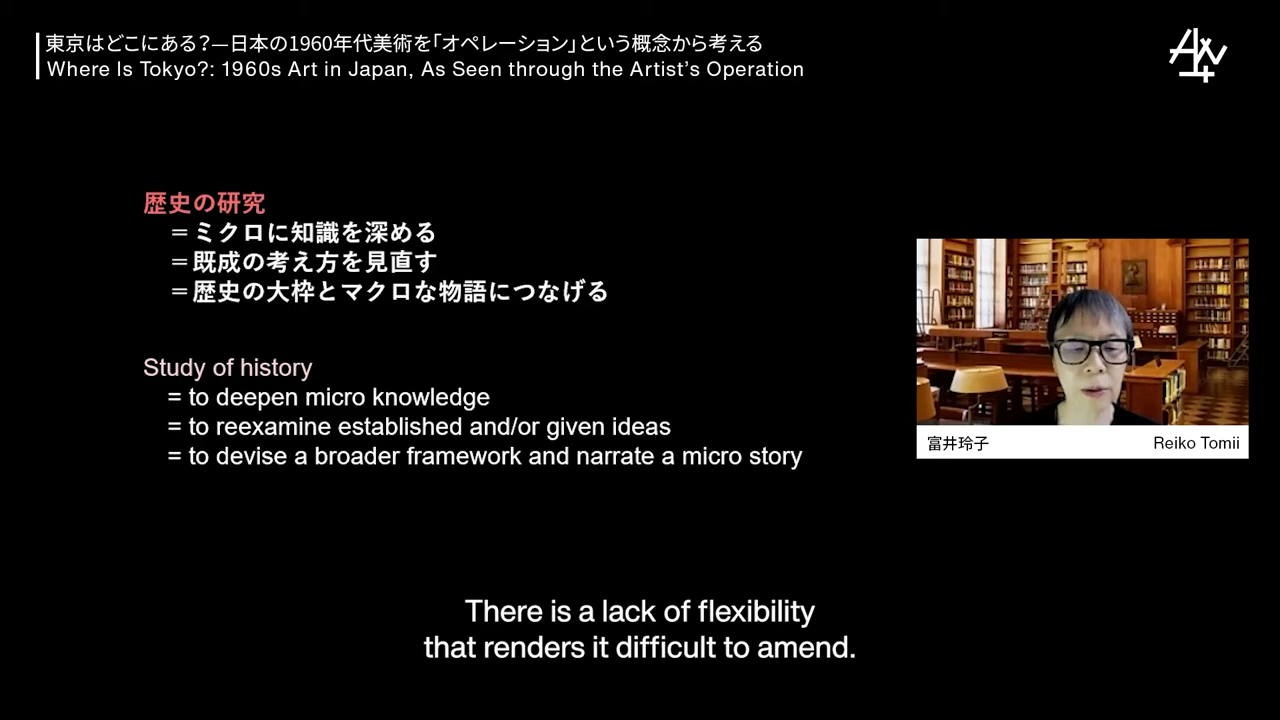 東京はどこにある?—日本の1960年代美術を「オペレーション」という概念から考える
Where Is Tokyo?: 1960s Art in Japan, As Seen through the Artist's Operation
歴史の研究
＝ミクロに知識を深める
＝既成の考え方を見直す
＝歴史の大枠とマクロな物語につなげる
Study of history
= to deepen micro knowledge
= to reexamine established and/or given ideas
= to devise a broader framework and narrate a micro story
富井玲子 Reiko Tomii
There is a lack of flexibility
that renders it difficult to amend.